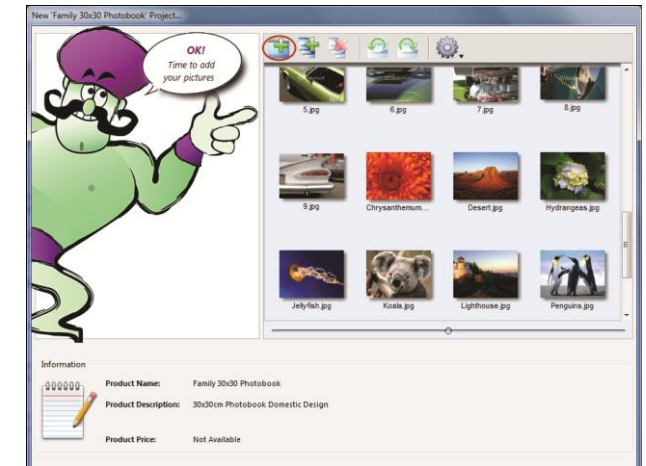 New 'Family 30x30 Photobook' Project...
OK!
Time to add
your pictures
5.jpg
6.jpg
7.jpg
8.jpg
9.jpg
Chrysanthemum....
Desert.jpg
Hydrangeas.jpg
Jellyfish.jpg
Koala.jpg
Lighthouse.jpg
Penguins.jpg
Information
Product Name: Family 30x30 Photobook
Product Description: 30x30cm Photobook Domestic Design
Product Price: Not Available